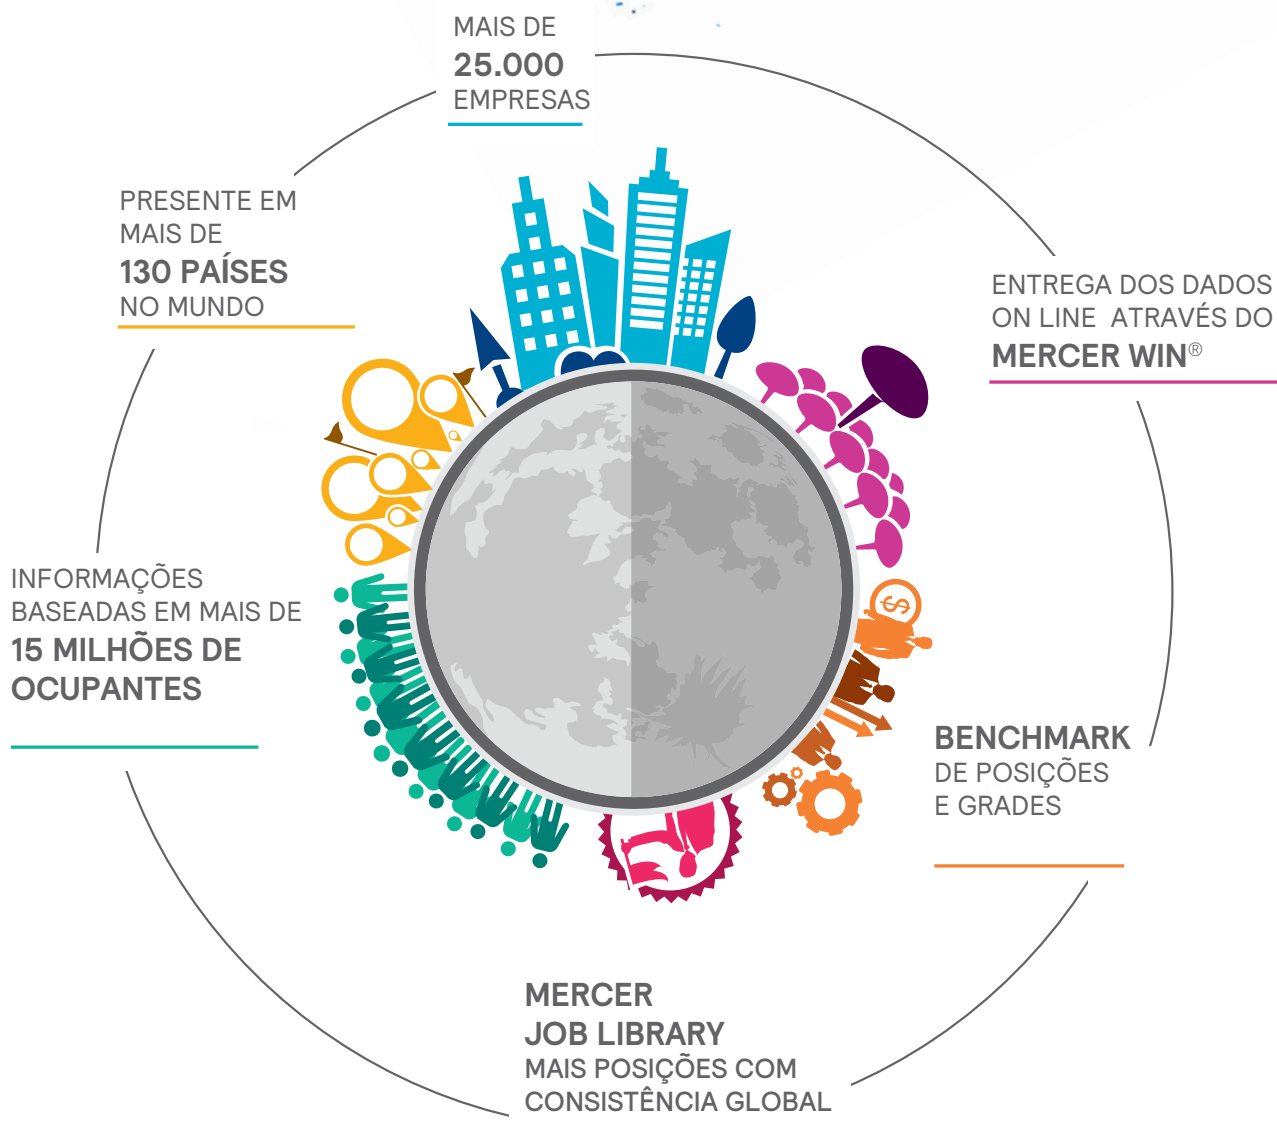 MAIS DE
25.000
EMPRESAS
PRESENTE EM
MAIS DE
130 PAÍSES
NO MUNDO
ENTREGA DOS DADOS
ON LINE ATRAVÉS DO
MERCER WIN®
INFORMAÇÕES
BASEADAS EM MAIS DE
15 MILHÕES DE
OCUPANTES
$
BENCHMARK
DE POSIÇÕES
E GRADES
MERCER
JOB LIBRARY
MAIS POSIÇÕES COM
CONSISTÊNCIA GLOBAL